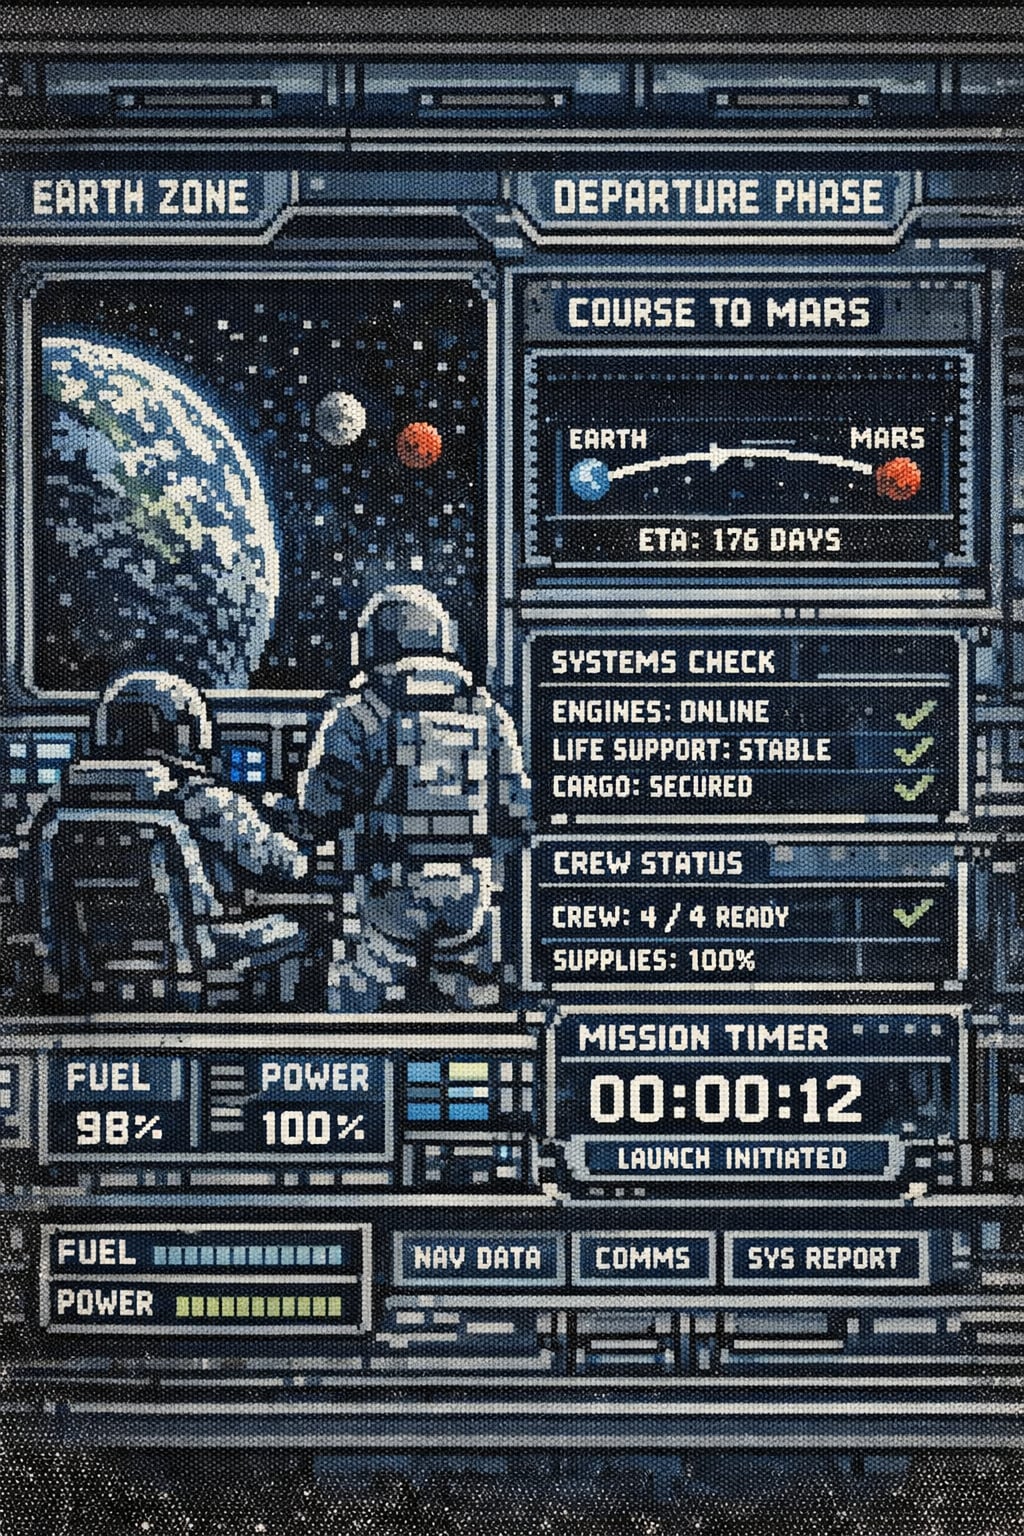 EARTH ZONE
DEPARTURE PHASE
COURSE TO MARS
EARTH
MARS
ETA: 176 DAYS
SYSTEMS CHECK
ENGINES: ONLINE
LIFE SUPPORT: STABLE
CARGO: SECURED
CREW STATUS
CREW: 4 / 4 READY
SUPPLIES: 100%
MISSION TIMER
00:00:12
LAUNCH INITIATED
FUEL
98%
POWER
100%
FUEL
POWER
NAV DATA
COMMS
SYS REPORT